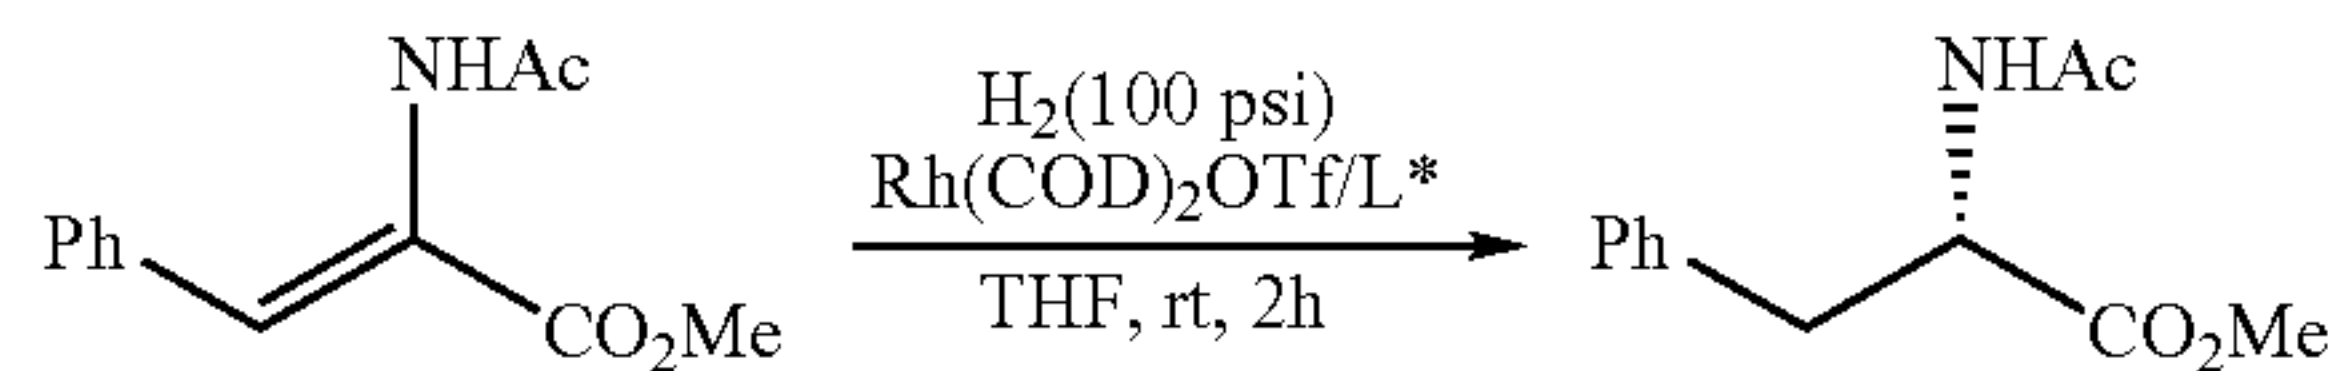 NHAc
Ph
CO₂Me
H₂(100 psi)
Rh(COD)₂OTf/L*
THF, rt, 2h
NHAc
Ph
CO₂Me